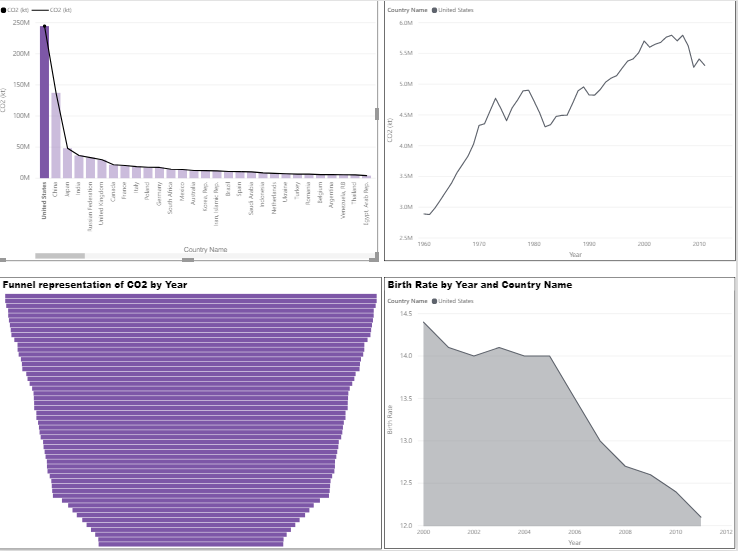 CO2 (kt) CO2 (kt)
250M
200M
150M
100M
50M
0M
CO2 (kt)
United States
China
Japan
India
Russian Federation
United Kingdom
Canada
France
Italy
Poland
Germany
South Africa
Mexico
Australia
Korea, Rep.
Iran, Islamic Rep.
Brazil
Spain
Saudi Arabia
Indonesia
Netherlands
Ukraine
Turkey
Romania
Belgium
Argentina
Venezuela, RB
Thailand
Egypt, Arab Rep.
Country Name
Country Name United States
6.0M
5.5M
5.0M
4.5M
4.0M
3.5M
3.0M
2.5M
CO2 (kt)
1960 1970 1980 1990 2000 2010
Year
Funnel representation of CO2 by Year
Birth Rate by Year and Country Name
Country Name United States
14.5
14.0
13.5
13.0
12.5
12.0
Birth Rate
2000 2002 2004 2006 2008 2010 2012
Year